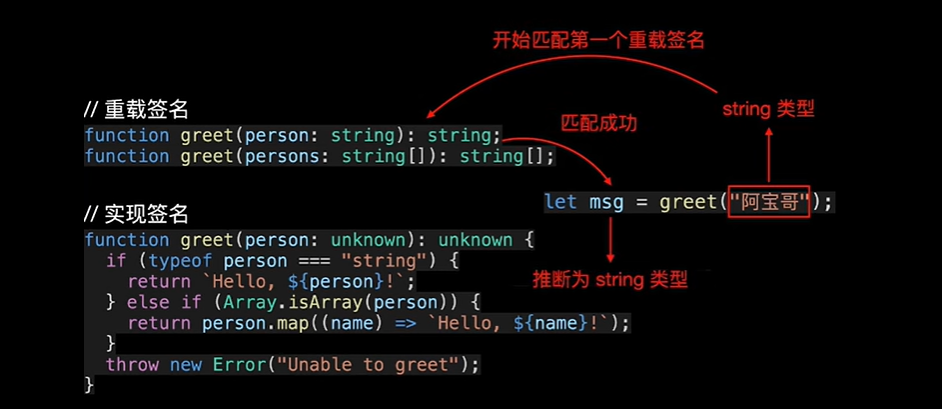 开始匹配第一个重载签名
string 类型
// 重载签名
function greet(person: string): string;
function greet(persons: string[]): string[];
匹配成功
let msg = greet("阿宝哥");
推断为 string 类型
// 实现签名
function greet(person: unknown): unknown {
  if (typeof person === "string") {
    return `Hello, ${person}!`;
  } else if (Array.isArray(person)) {
    return person.map((name) => `Hello, ${name}!`);
  }
  throw new Error("Unable to greet");
}